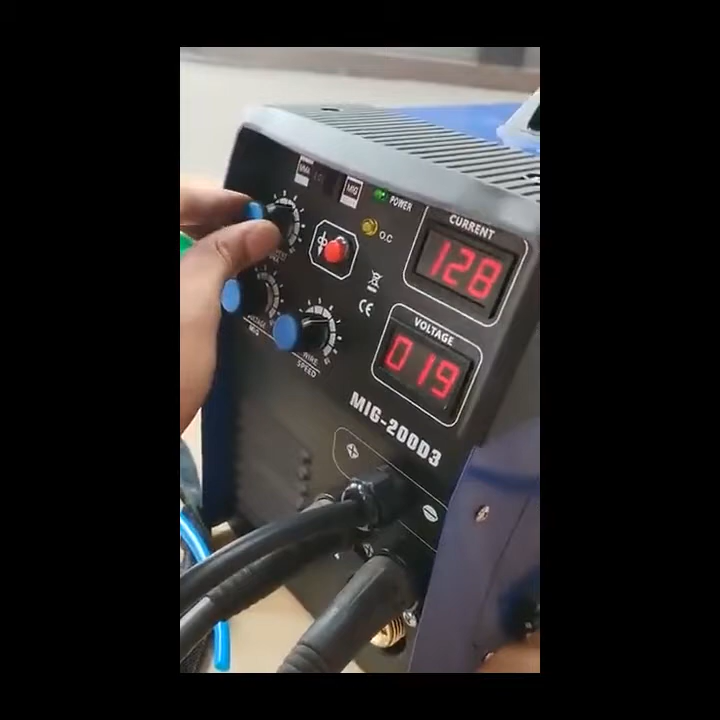 MIG
POWER
O.C
CURRENT
128
CE
VOLTAGE
019
WIRE
SPEED
MIG-200D3
+
−